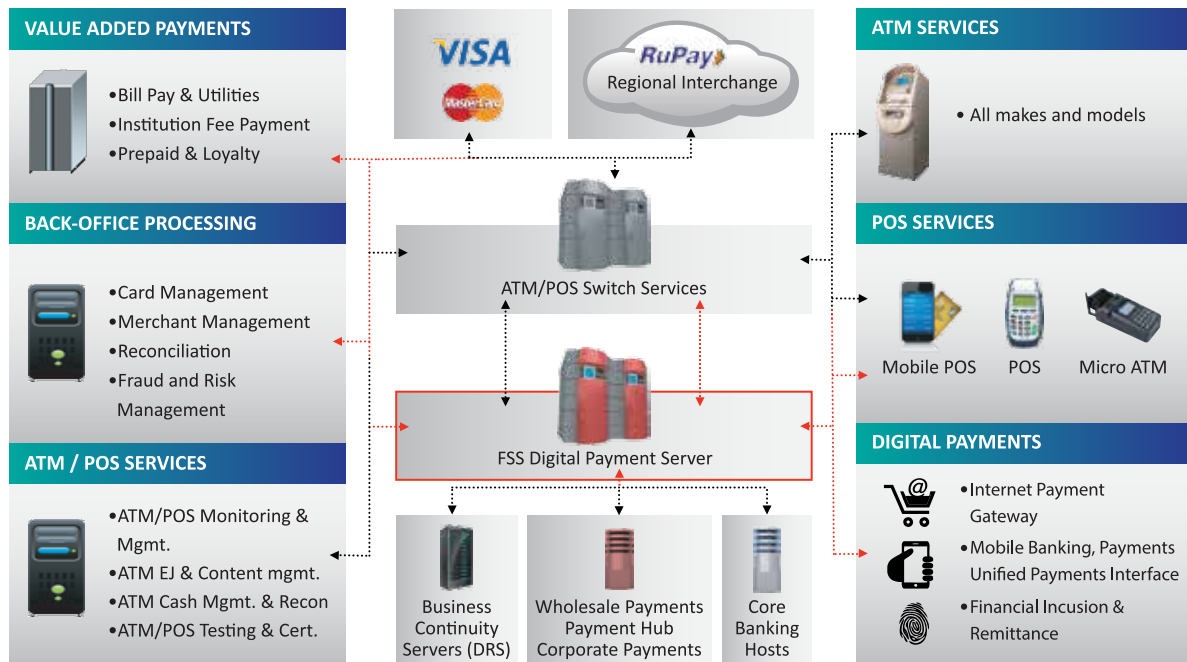 VALUE ADDED PAYMENTS
•Bill Pay & Utilities
•Institution Fee Payment
•Prepaid & Loyalty
BACK-OFFICE PROCESSING
•Card Management
•Merchant Management
•Reconciliation
•Fraud and Risk
Management
ATM / POS SERVICES
•ATM/POS Monitoring &
Mgmt.
•ATM EJ & Content mgmt.
•ATM Cash Mgmt. & Recon
•ATM/POS Testing & Cert.
VISA
MasterCard
RuPay
Regional Interchange
ATM/POS Switch Services
FSS Digital Payment Server
Business
Continuity
Servers (DRS)
Wholesale Payments
Payment Hub
Corporate Payments
Core
Banking
Hosts
ATM SERVICES
• All makes and models
POS SERVICES
Mobile POS
POS
Micro ATM
DIGITAL PAYMENTS
@
•Internet Payment
Gateway
•Mobile Banking, Payments
Unified Payments Interface
•Financial Incusion &
Remittance